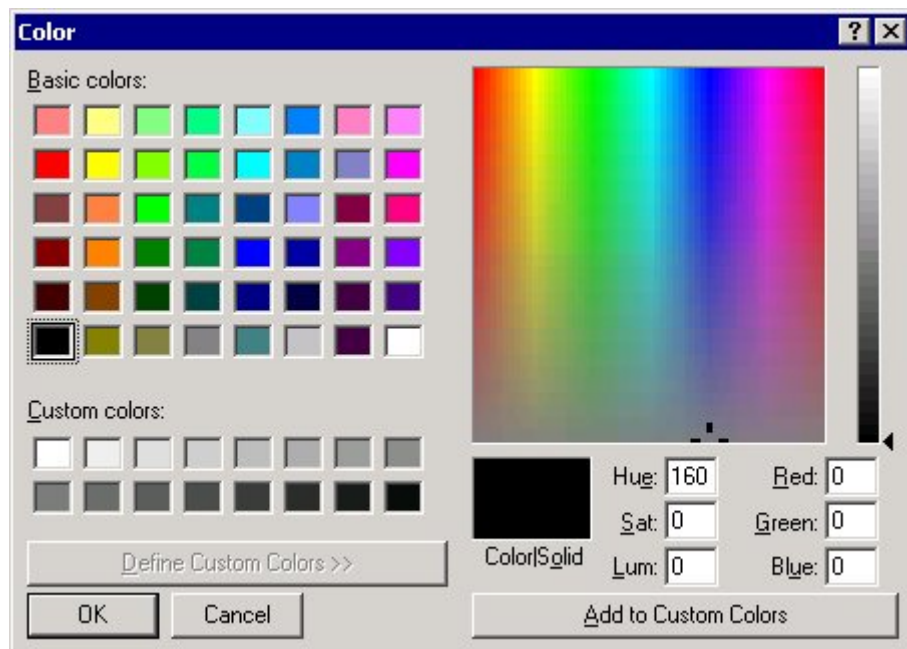 Color
Basic colors:
Custom colors:
Define Custom Colors >>
OK Cancel
Color|Solid
Hue: 160 Red: 0
Sat: 0 Green: 0
Lum: 0 Blue: 0
Add to Custom Colors